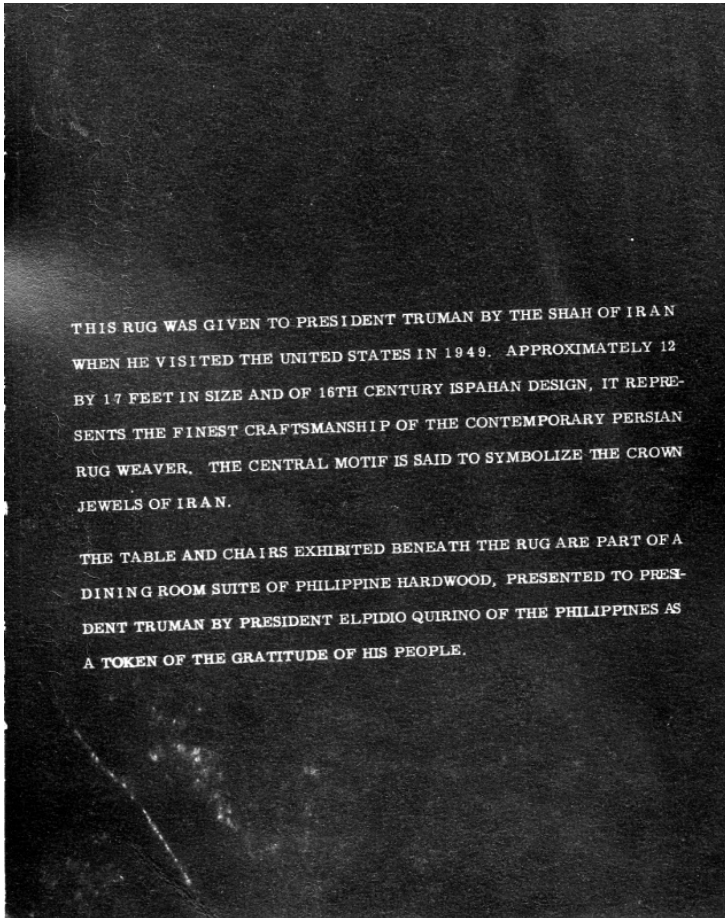 THIS RUG WAS GIVEN TO PRESIDENT TRUMAN BY THE SHAH OF IRAN
WHEN HE VISITED THE UNITED STATES IN 1949. APPROXIMATELY 12
BY 17 FEET IN SIZE AND OF 16TH CENTURY ISPAHAN DESIGN, IT REPRE-
SENTS THE FINEST CRAFTSMANSHIP OF THE CONTEMPORARY PERSIAN
RUG WEAVER. THE CENTRAL MOTIF IS SAID TO SYMBOLIZE THE CROWN
JEWELS OF IRAN.
THE TABLE AND CHAIRS EXHIBITED BENEATH THE RUG ARE PART OF A
DINING ROOM SUITE OF PHILIPPINE HARDWOOD, PRESENTED TO PRESI-
DENT TRUMAN BY PRESIDENT ELPIDIO QUIRINO OF THE PHILIPPINES AS
A TOKEN OF THE GRATITUDE OF HIS PEOPLE.